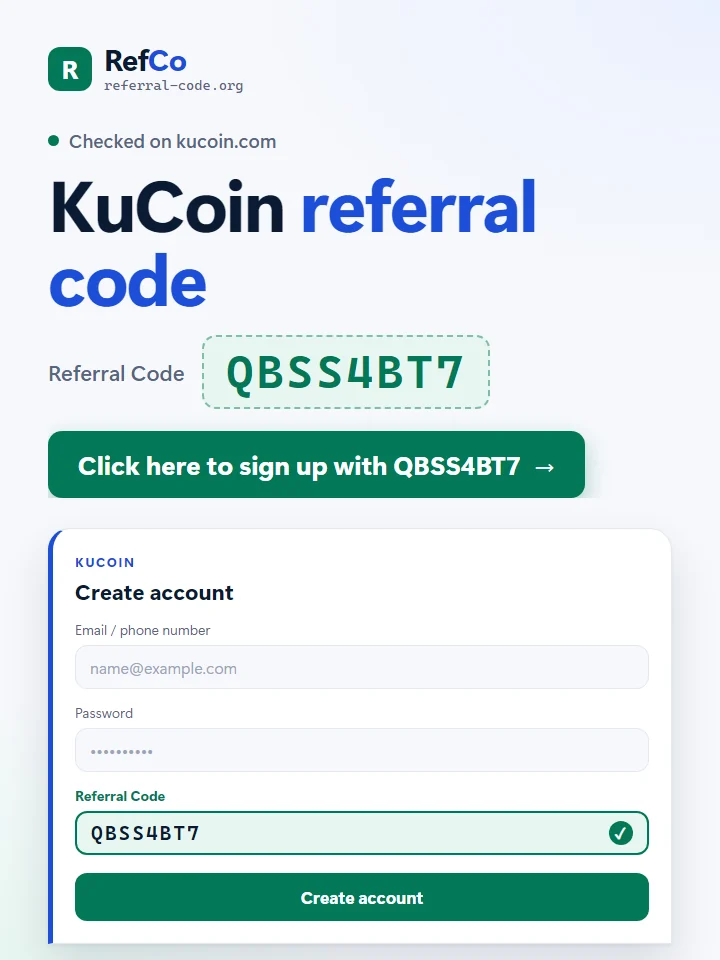 R
RefCo
referral-code.org
Checked on kucoin.com
KuCoin referral
code
Referral Code
QBSS4BT7
Click here to sign up with QBSS4BT7 →
KUCOIN
Create account
Email / phone number
name@example.com
Password
••••••••••
Referral Code
QBSS4BT7
✓
Create account